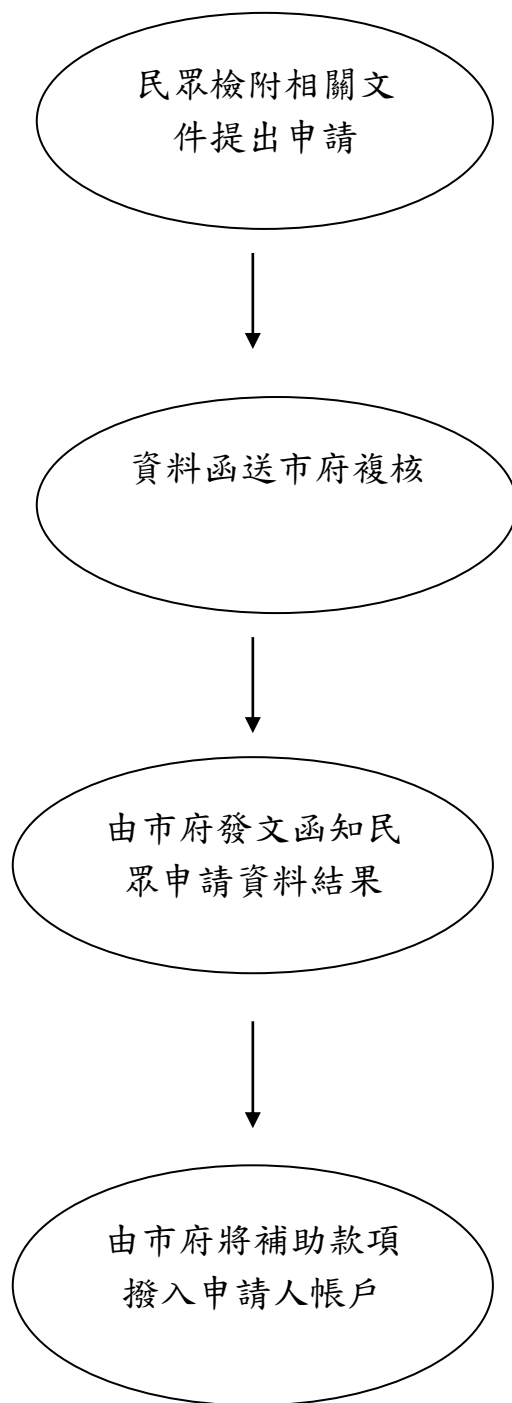 民眾檢附相關文
件提出申請
資料函送市府複核
由市府發文函知民
眾申請資料結果
由市府將補助款項
撥入申請人帳戶